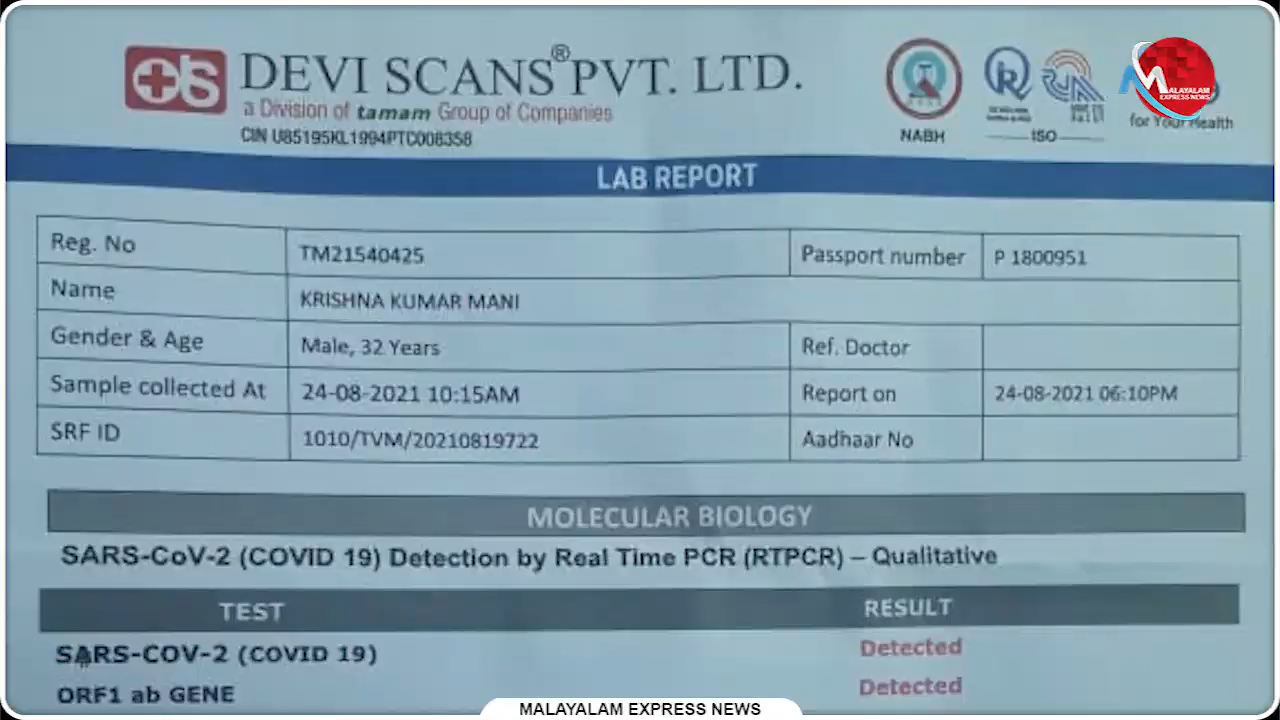 DEVI SCANS® PVT. LTD.
a Division of tamam Group of Companies
CIN U85195KL1994PTC008358
NABH
ISO
for Your Health
MALAYALAM
EXPRESS NEWS
LAB REPORT
Reg. No TM21540425 Passport number P 1800951
Name KRISHNA KUMAR MANI
Gender & Age Male, 32 Years Ref. Doctor
Sample collected At 24-08-2021 10:15AM Report on 24-08-2021 06:10PM
SRF ID 1010/TVM/20210819722 Aadhaar No
MOLECULAR BIOLOGY
SARS-CoV-2 (COVID 19) Detection by Real Time PCR (RTPCR) – Qualitative
TEST RESULT
SARS-COV-2 (COVID 19) Detected
ORF1 ab GENE Detected
MALAYALAM EXPRESS NEWS